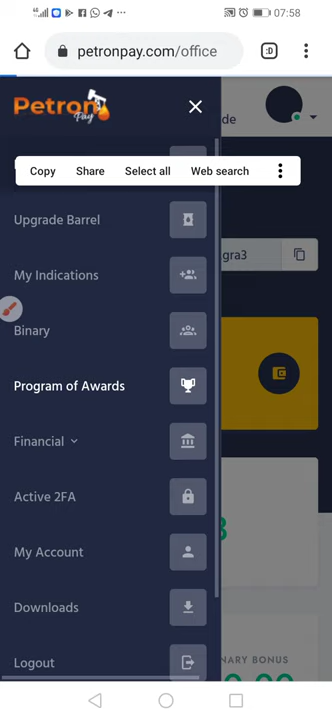 4G
07:58
petronpay.com/office
:D
Petron
Pay
de
Copy Share Select all Web search
Upgrade Barrel
My Indications
gra3
Binary
Program of Awards
Financial
Active 2FA
My Account
Downloads
NARY BONUS
Logout